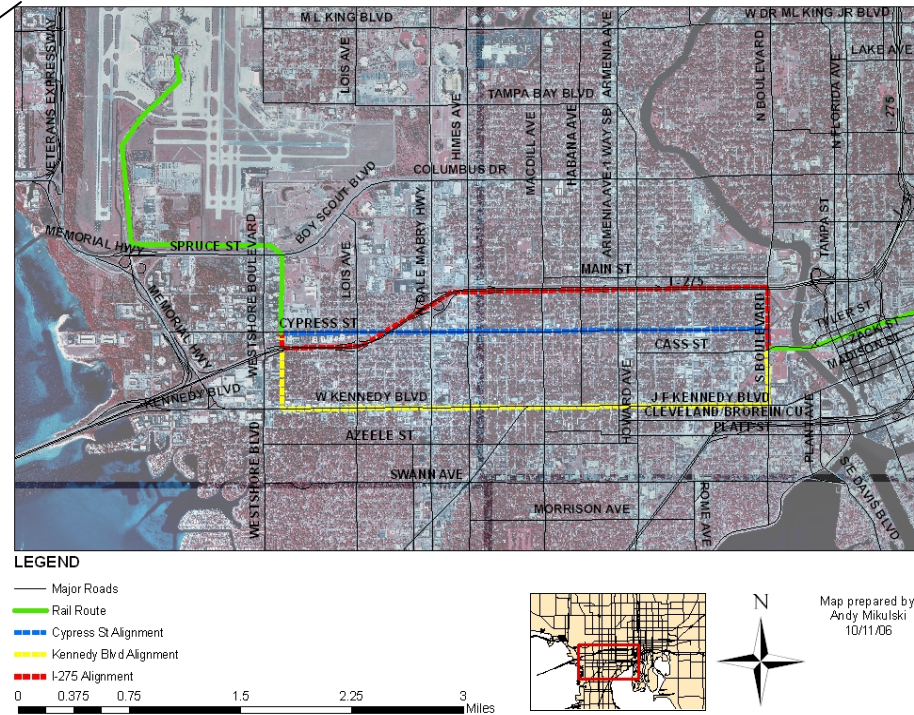 M L KING BLVD
W DR ML KING JR BLVD
LAKE AVE
VETERANS EXPRESSWAY
LOIS AVE
HIMES AVE
TAMPA BAY BLVD
ARMENIA AVE
N BOULEVARD
N FLORIDA AVE
I-275
MACDILL AVE
HABANA AVE
ARMENIA AVE-1 WAY SB
COLUMBUS DR
BOY SCOUT BLVD
MEMORIAL HWY
SPRUCE ST
WESTSHORE BOULEVARD
LOIS AVE
DALE MABRY HWY
TAMPA ST
MAIN ST
I-275
MEMORIAL HWY
CYPRESS ST
CASS ST
S BOULEVARD
TYLER ST
ZACK ST
MADISON ST
KENNEDY BLVD
W KENNEDY BLVD
HOWARD AVE
J F KENNEDY BLVD
CLEVELAND/BROREIN/CU
PLATT ST
PLANT AVE
AZEELE ST
WESTSHORE BLVD
SWANN AVE
MORRISON AVE
ROME AVE
S/E DAVIS BLVD
LEGEND
Major Roads
Rail Route
Cypress St Alignment
Kennedy Blvd Alignment
I-275 Alignment
0 0.375 0.75 1.5 2.25 3
Miles
N
Map prepared by
Andy Mikulski
10/11/06